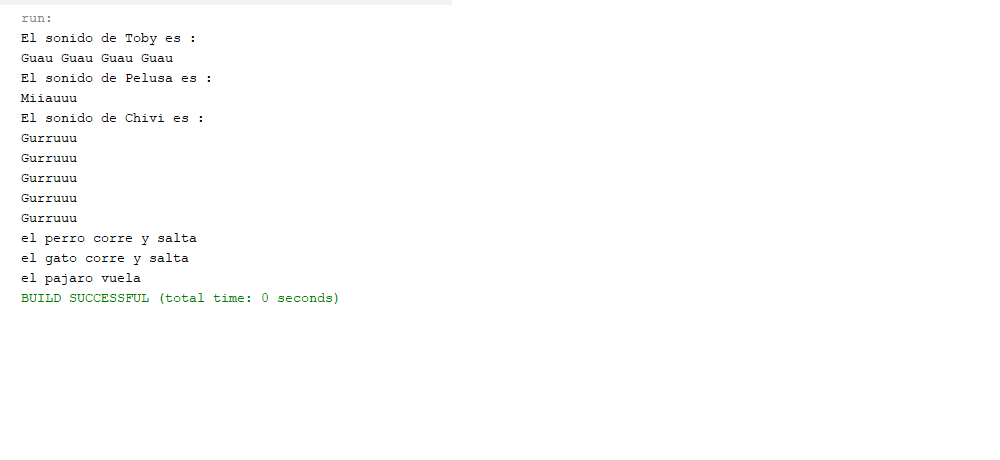 run:
El sonido de Toby es :
Guau Guau Guau Guau
El sonido de Pelusa es :
Miiauuu
El sonido de Chivi es :
Gurruuu
Gurruuu
Gurruuu
Gurruuu
Gurruuu
el perro corre y salta
el gato corre y salta
el pajaro vuela
BUILD SUCCESSFUL (total time: 0 seconds)